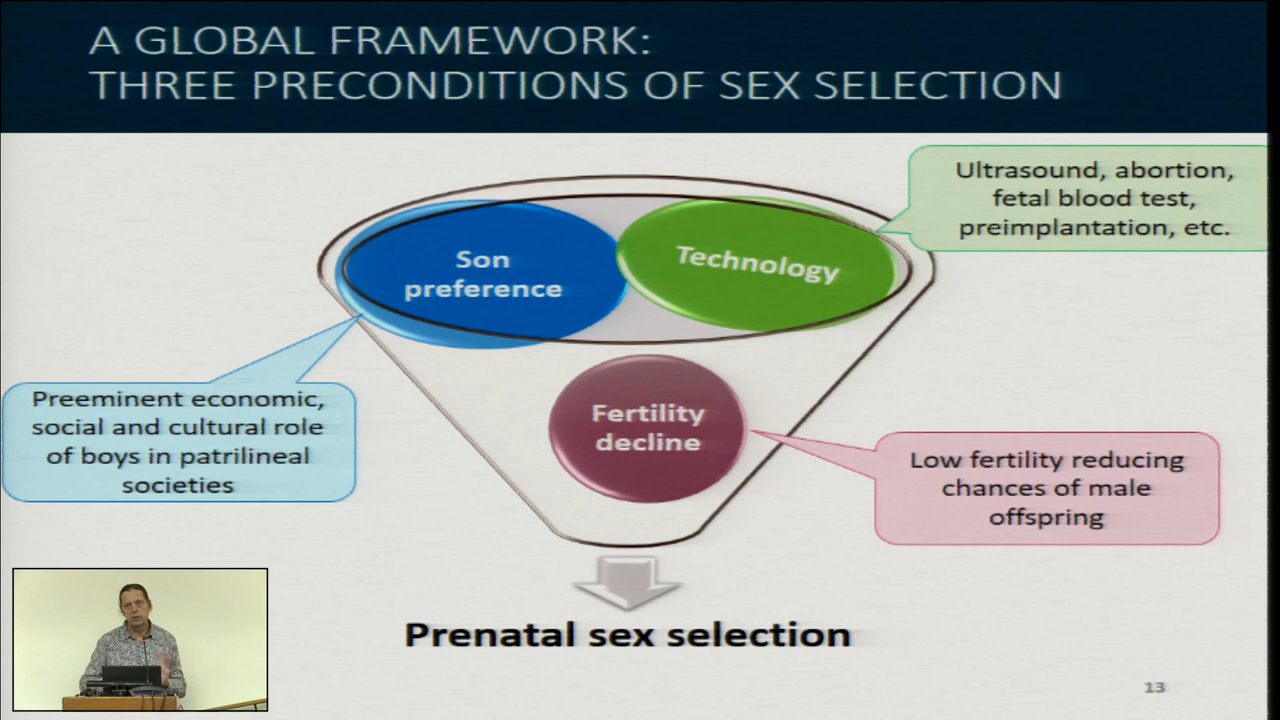 A GLOBAL FRAMEWORK:
THREE PRECONDITIONS OF SEX SELECTION
Ultrasound, abortion,
fetal blood test,
preimplantation, etc.
Son
preference
Technology
Preeminent economic,
social and cultural role
of boys in patrilineal
societies
Fertility
decline
Low fertility reducing
chances of male
offspring
Prenatal sex selection
13